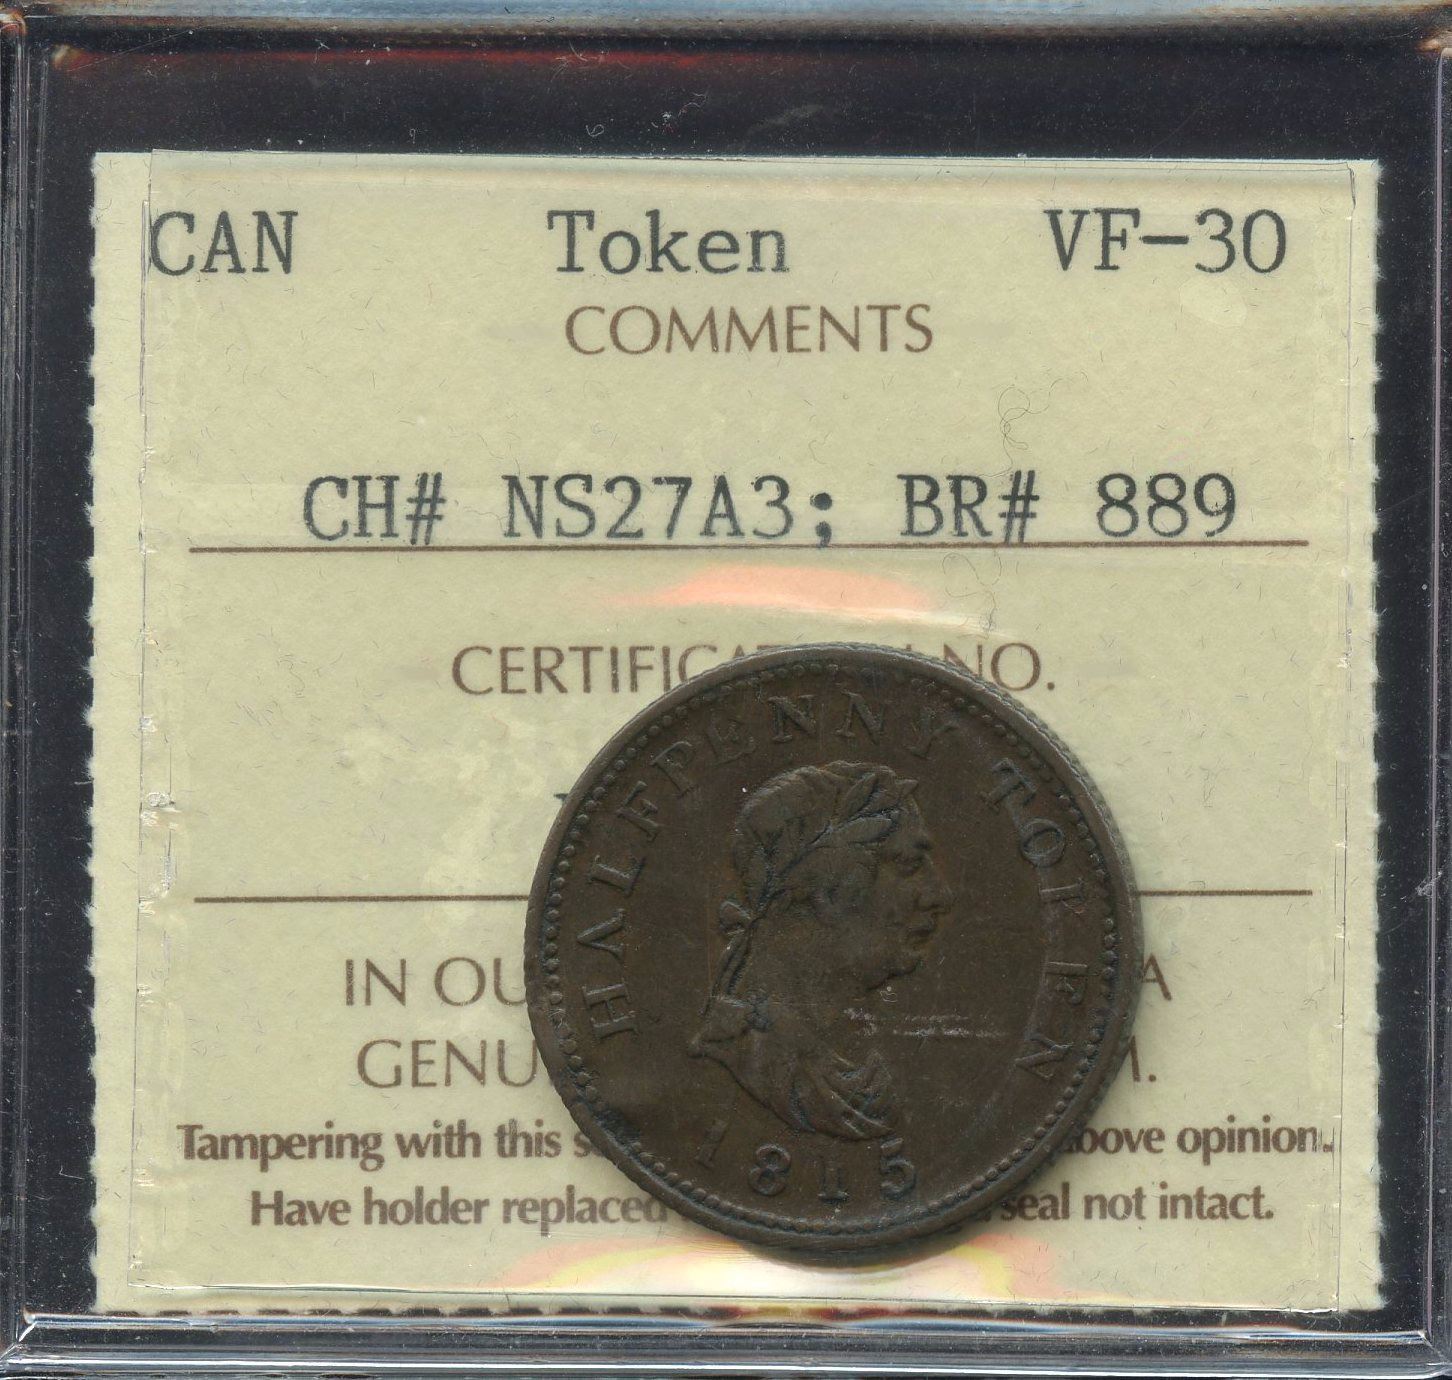 CAN Token VF-30
COMMENTS
CH# NS27A3; BR# 889
CERTIFIC NO.
IN OU A
GENU M.
Tampering with this s bove opinion.
Have holder replaced seal not intact.
HALFPENNY TOKEN
1815